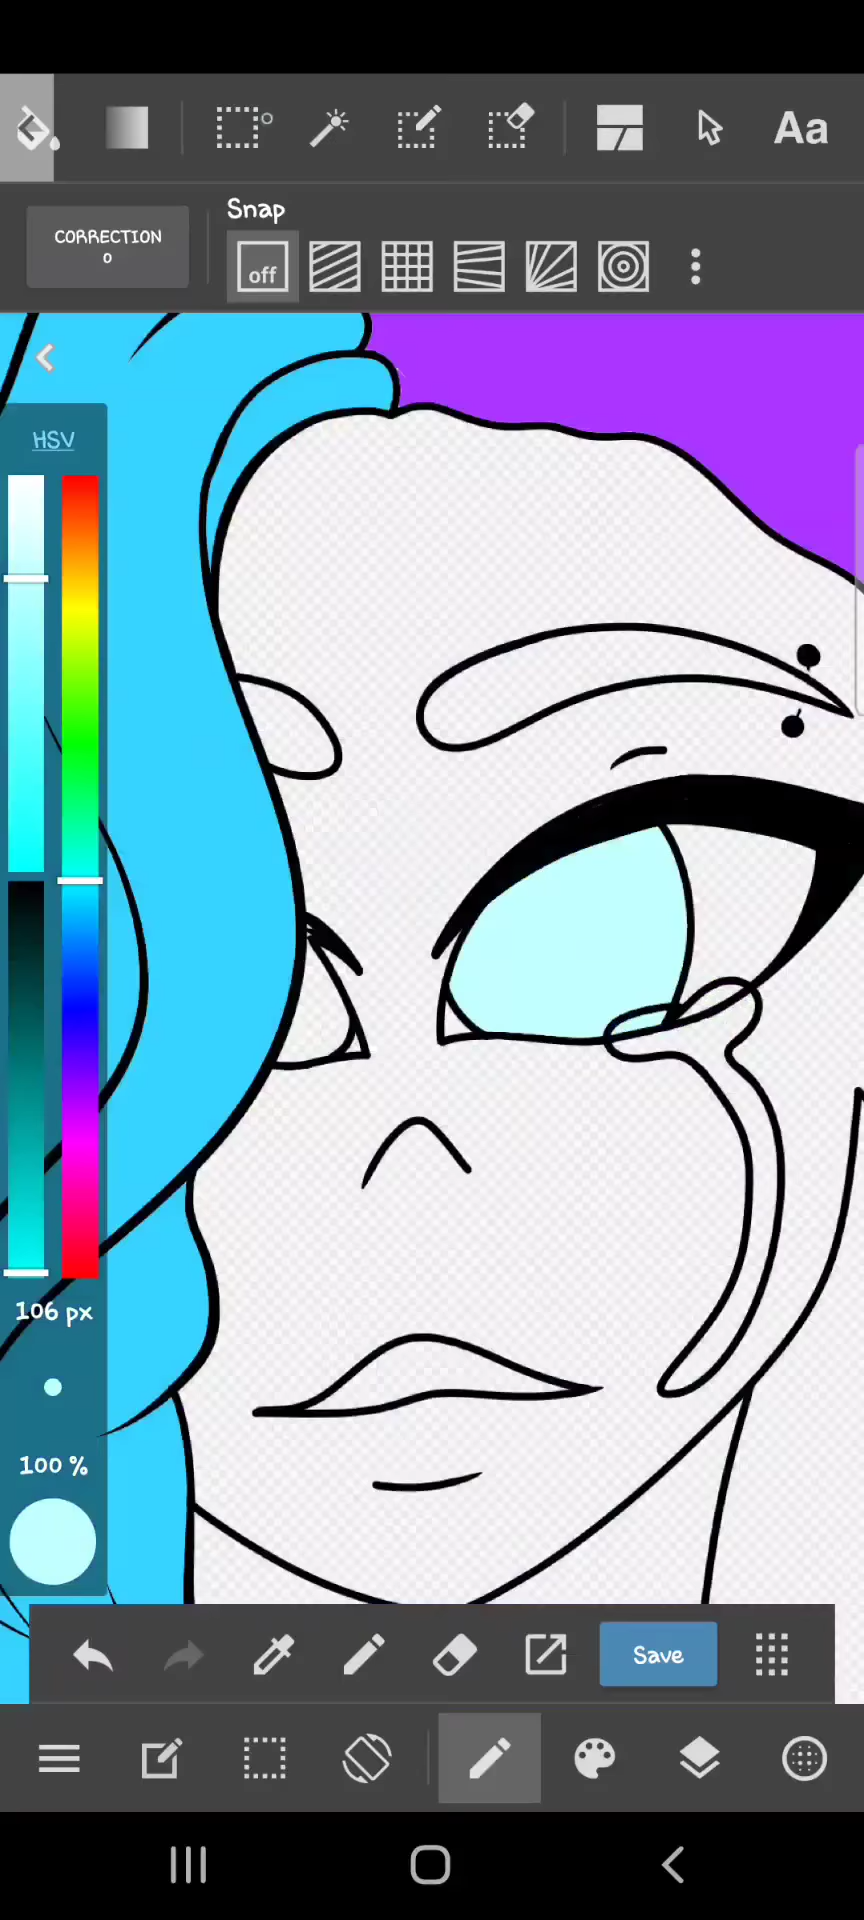 Aa
Snap
CORRECTION
0
off
HSV
106 px
100 %
Save